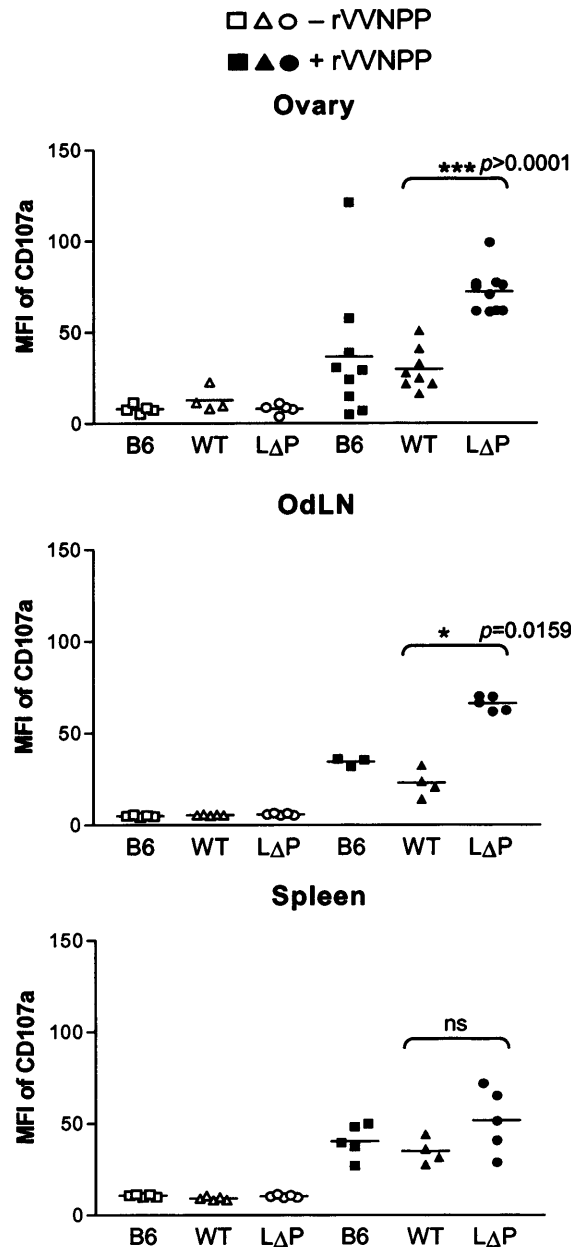 – rVVNPP
+ rVVNPP
Ovary
*** p>0.0001
MFI of CD107a
150
100
50
0
B6 WT LΔP B6 WT LΔP
OdLN
* p=0.0159
MFI of CD107a
150
100
50
0
B6 WT LΔP B6 WT LΔP
Spleen
ns
MFI of CD107a
150
100
50
0
B6 WT LΔP B6 WT LΔP